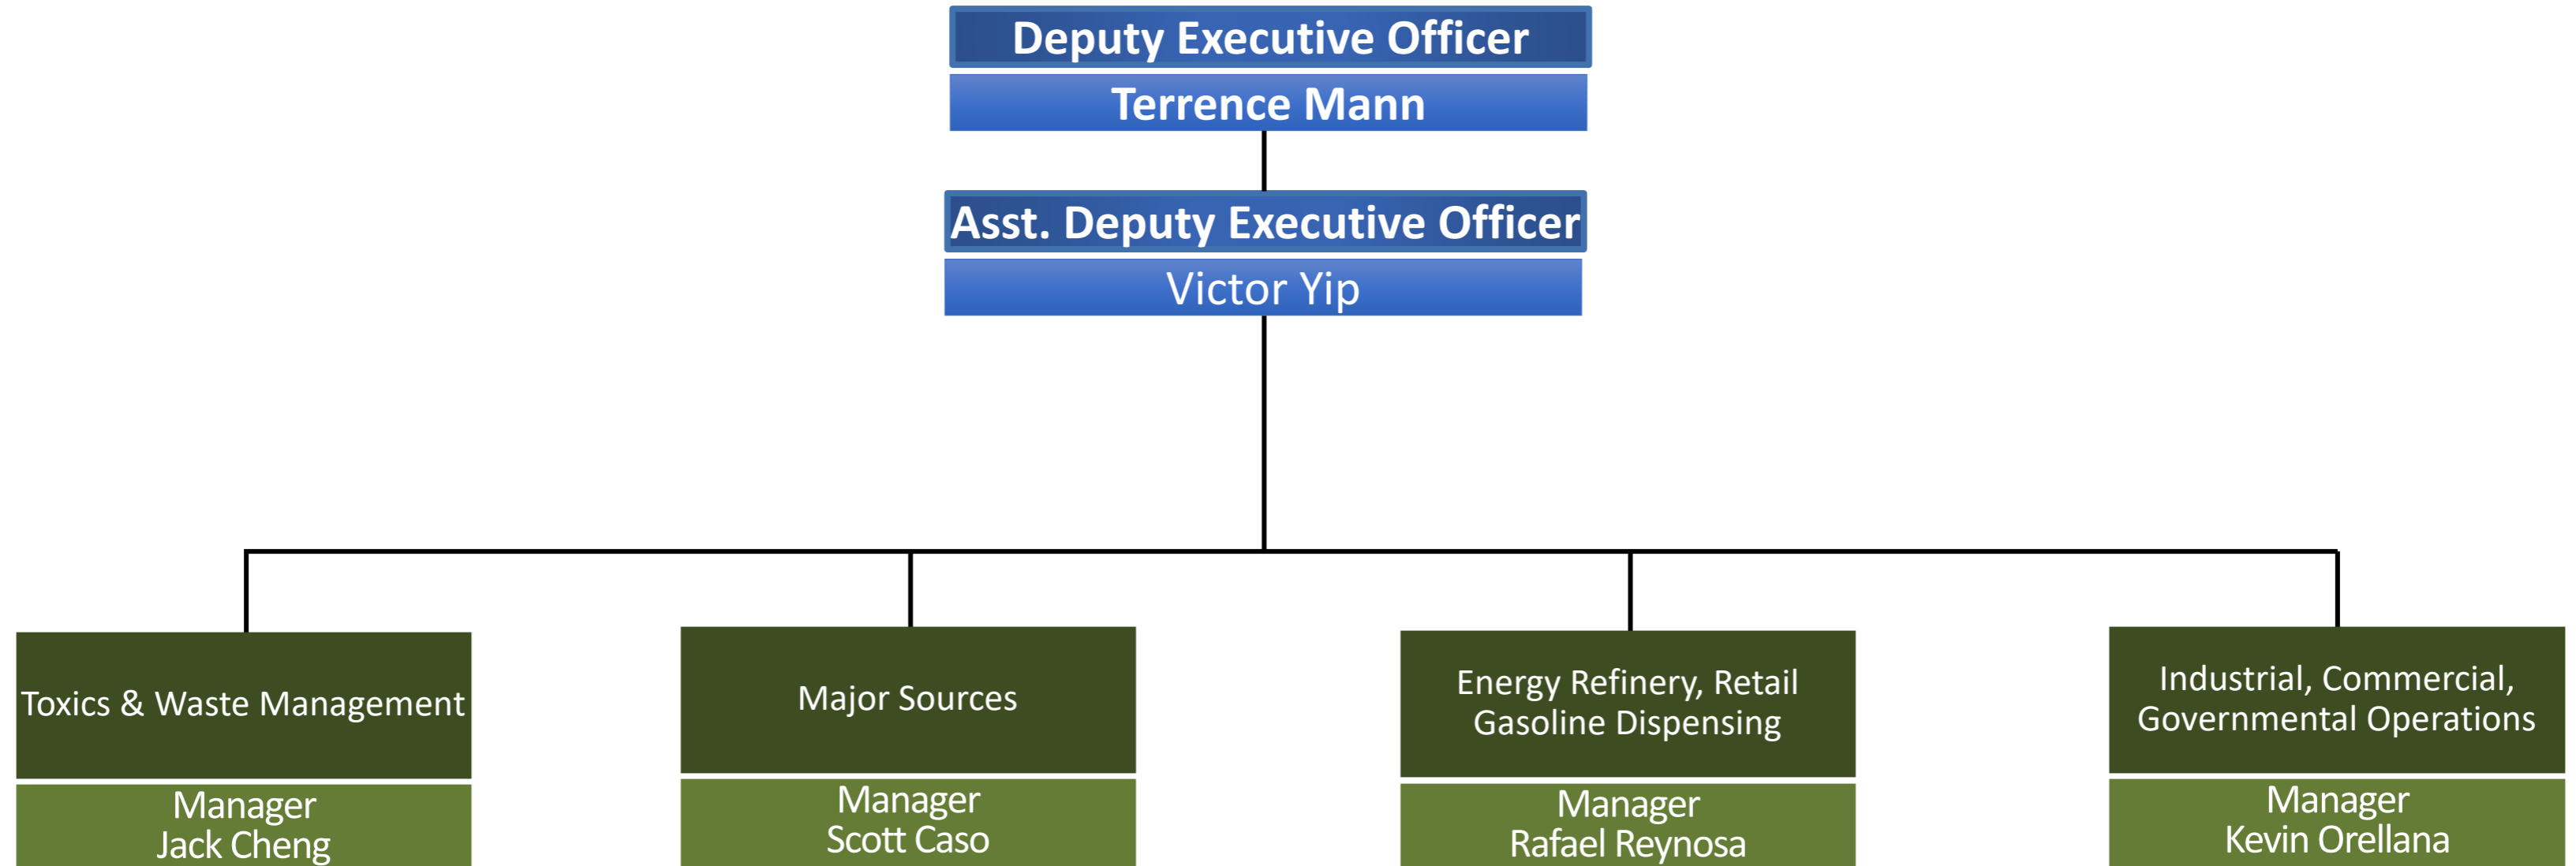 Deputy Executive Officer
Terrence Mann
Asst. Deputy Executive Officer
Victor Yip
Toxics & Waste Management
Manager
Jack Cheng
Major Sources
Manager
Scott Caso
Energy Refinery, Retail
Gasoline Dispensing
Manager
Rafael Reynosa
Industrial, Commercial,
Governmental Operations
Manager
Kevin Orellana